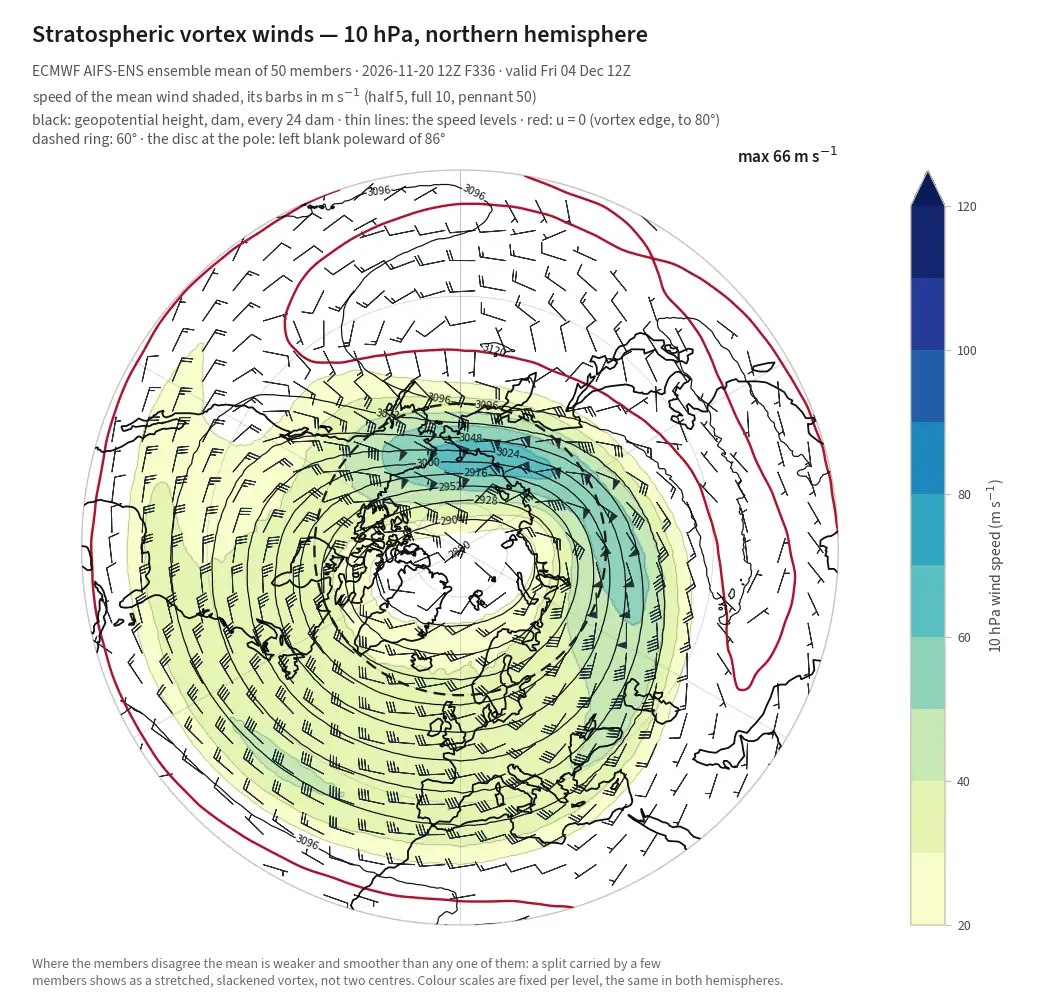 Stratospheric vortex winds — 10 hPa, northern hemisphere
ECMWF AIFS-ENS ensemble mean of 50 members · 2026-11-20 12Z F336 · valid Fri 04 Dec 12Z
speed of the mean wind shaded, its barbs in m s⁻¹ (half 5, full 10, pennant 50)
black: geopotential height, dam, every 24 dam · thin lines: the speed levels · red: u = 0 (vortex edge, to 80°)
dashed ring: 60° · the disc at the pole: left blank poleward of 86°
max 66 m s⁻¹
3096
3096
3120
3096
3096
3048
3024
3000
2976
2952
2928
3096
120
100
80
60
40
20
10 hPa wind speed (m s⁻¹)
Where the members disagree the mean is weaker and smoother than any one of them: a split carried by a few
members shows as a stretched, slackened vortex, not two centres. Colour scales are fixed per level, the same in both hemispheres.